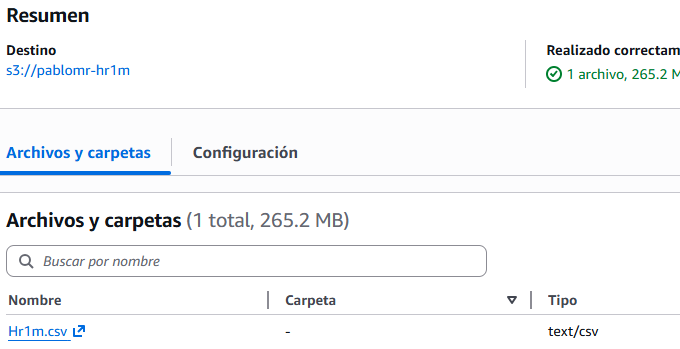 Resumen
Destino
s3://pablomr-hr1m
Realizado correctam
1 archivo, 265.2 M
Archivos y carpetas
Configuración
Archivos y carpetas (1 total, 265.2 MB)
Buscar por nombre
Nombre Carpeta Tipo
Hr1m.csv - text/csv